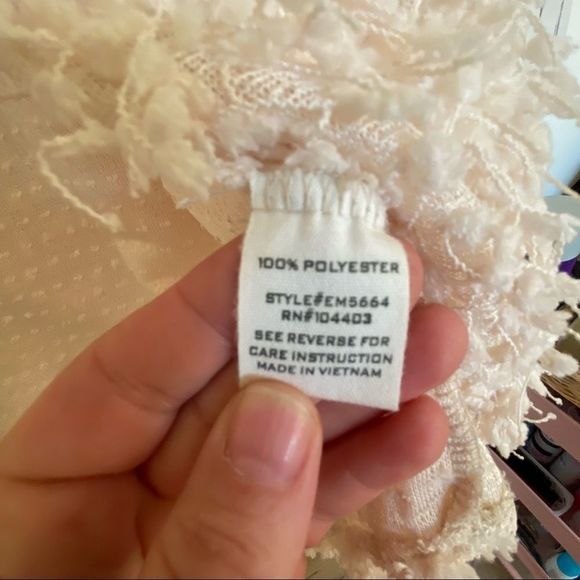 100% POLYESTER
STYLE#EM5664
RN#104403
SEE REVERSE FOR
CARE INSTRUCTION
MADE IN VIETNAM